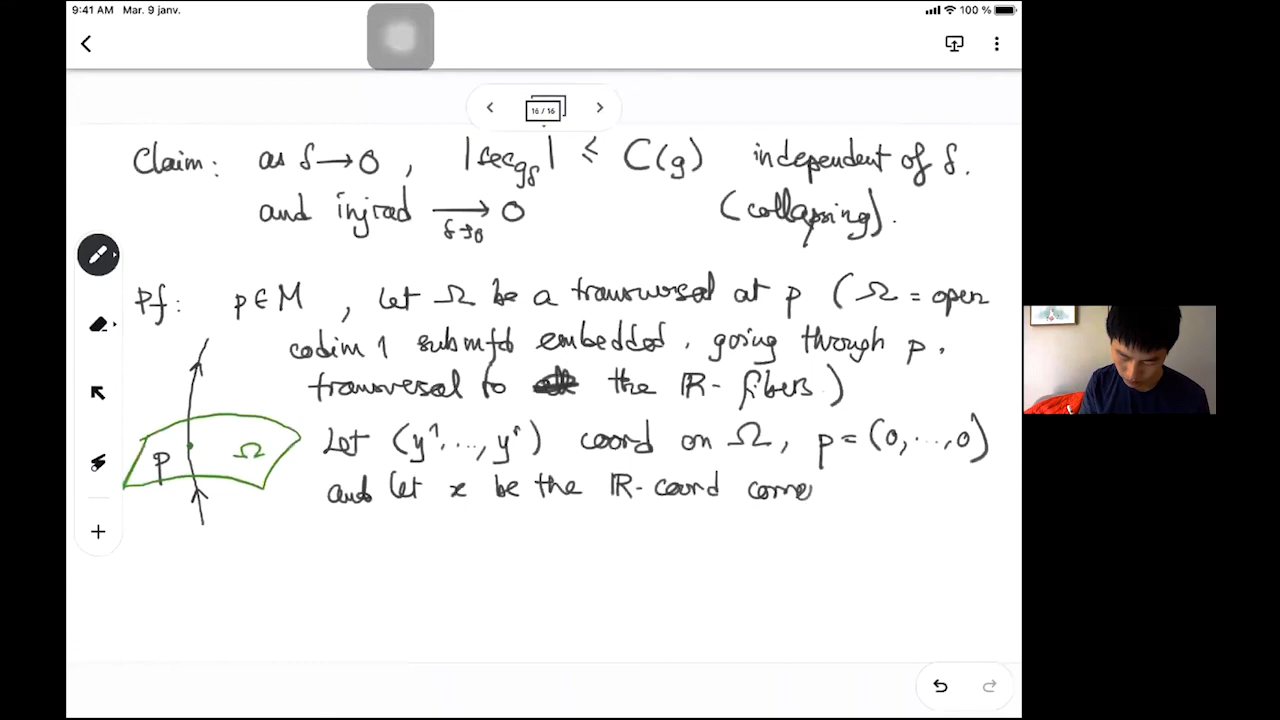 9:41 AM Mar. 9 janv.
100 %
16 / 16
Claim: as δ → 0, |sec_{g_δ}| ≤ C(g) independent of δ.
and injrad → 0 (collapsing).
δ→0
Pf: p ∈ M, let Ω be a transversal at p (Ω = open
codim 1 submfd embedded, going through p,
transversal to the ℝ-fibers)
Let (y¹, ..., yⁿ) coord on Ω, p = (0, ..., 0)
and let x be the ℝ-coord come
p Ω